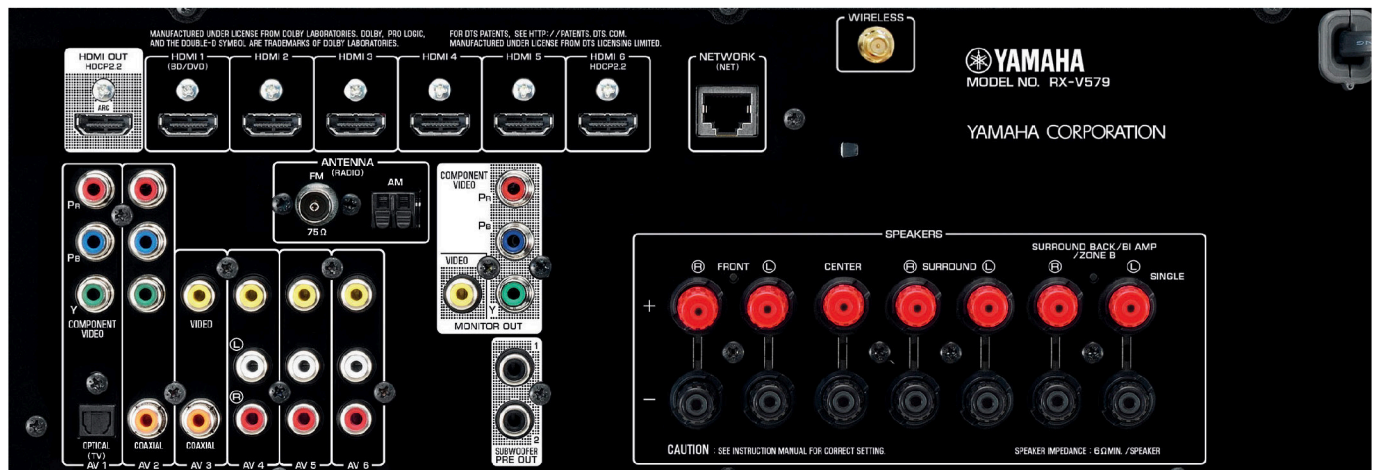 WIRELESS
MANUFACTURED UNDER LICENSE FROM DOLBY LABORATORIES. DOLBY, PRO LOGIC,
AND THE DOUBLE-D SYMBOL ARE TRADEMARKS OF DOLBY LABORATORIES.
FOR DTS PATENTS, SEE HTTP://PATENTS.DTS.COM.
MANUFACTURED UNDER LICENSE FROM DTS LICENSING LIMITED.
HDMI OUT
HDCP2.2
ARC
HDMI 1
(BD/DVD)
HDMI 2
HDMI 3
HDMI 4
HDMI 5
HDMI 6
HDCP2.2
NETWORK
(NET)
YAMAHA
MODEL NO. RX-V579
YAMAHA CORPORATION
ANTENNA
(RADIO)
FM
AM
75Ω
PR
PB
Y
COMPONENT
VIDEO
VIDEO
L
R
OPTICAL
(TV)
COAXIAL
COAXIAL
AV 1
AV 2
AV 3
AV 4
AV 5
AV 6
COMPONENT
VIDEO
PR
PB
VIDEO
Y
MONITOR OUT
1
2
SUBWOOFER
PRE OUT
SPEAKERS
SURROUND BACK/BI AMP
/ZONE B
R FRONT L
CENTER
R SURROUND L
R
L
SINGLE
+
−
CAUTION : SEE INSTRUCTION MANUAL FOR CORRECT SETTING.
SPEAKER IMPEDANCE : 6ΩMIN. /SPEAKER